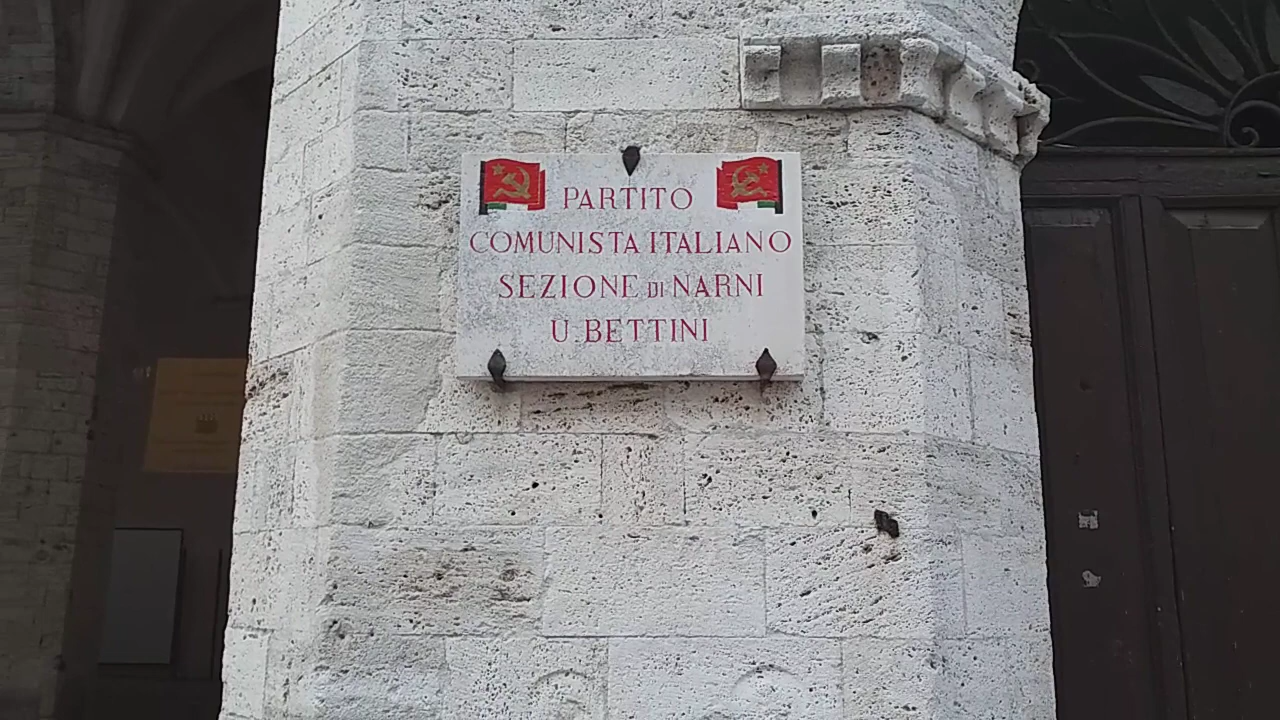 PARTITO
COMUNISTA ITALIANO
SEZIONE DI NARNI
U. BETTINI